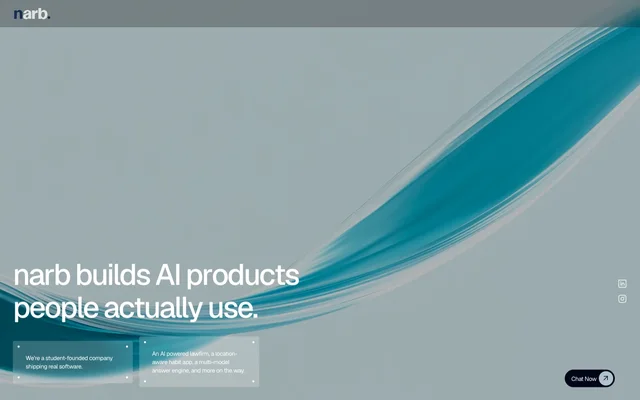 narb.
narb builds AI products
people actually use.
We're a student-founded company
shipping real software.
An AI powered lawfirm, a location-
aware habit app, a multi-modal
answer engine, and more on the way.
Chat Now